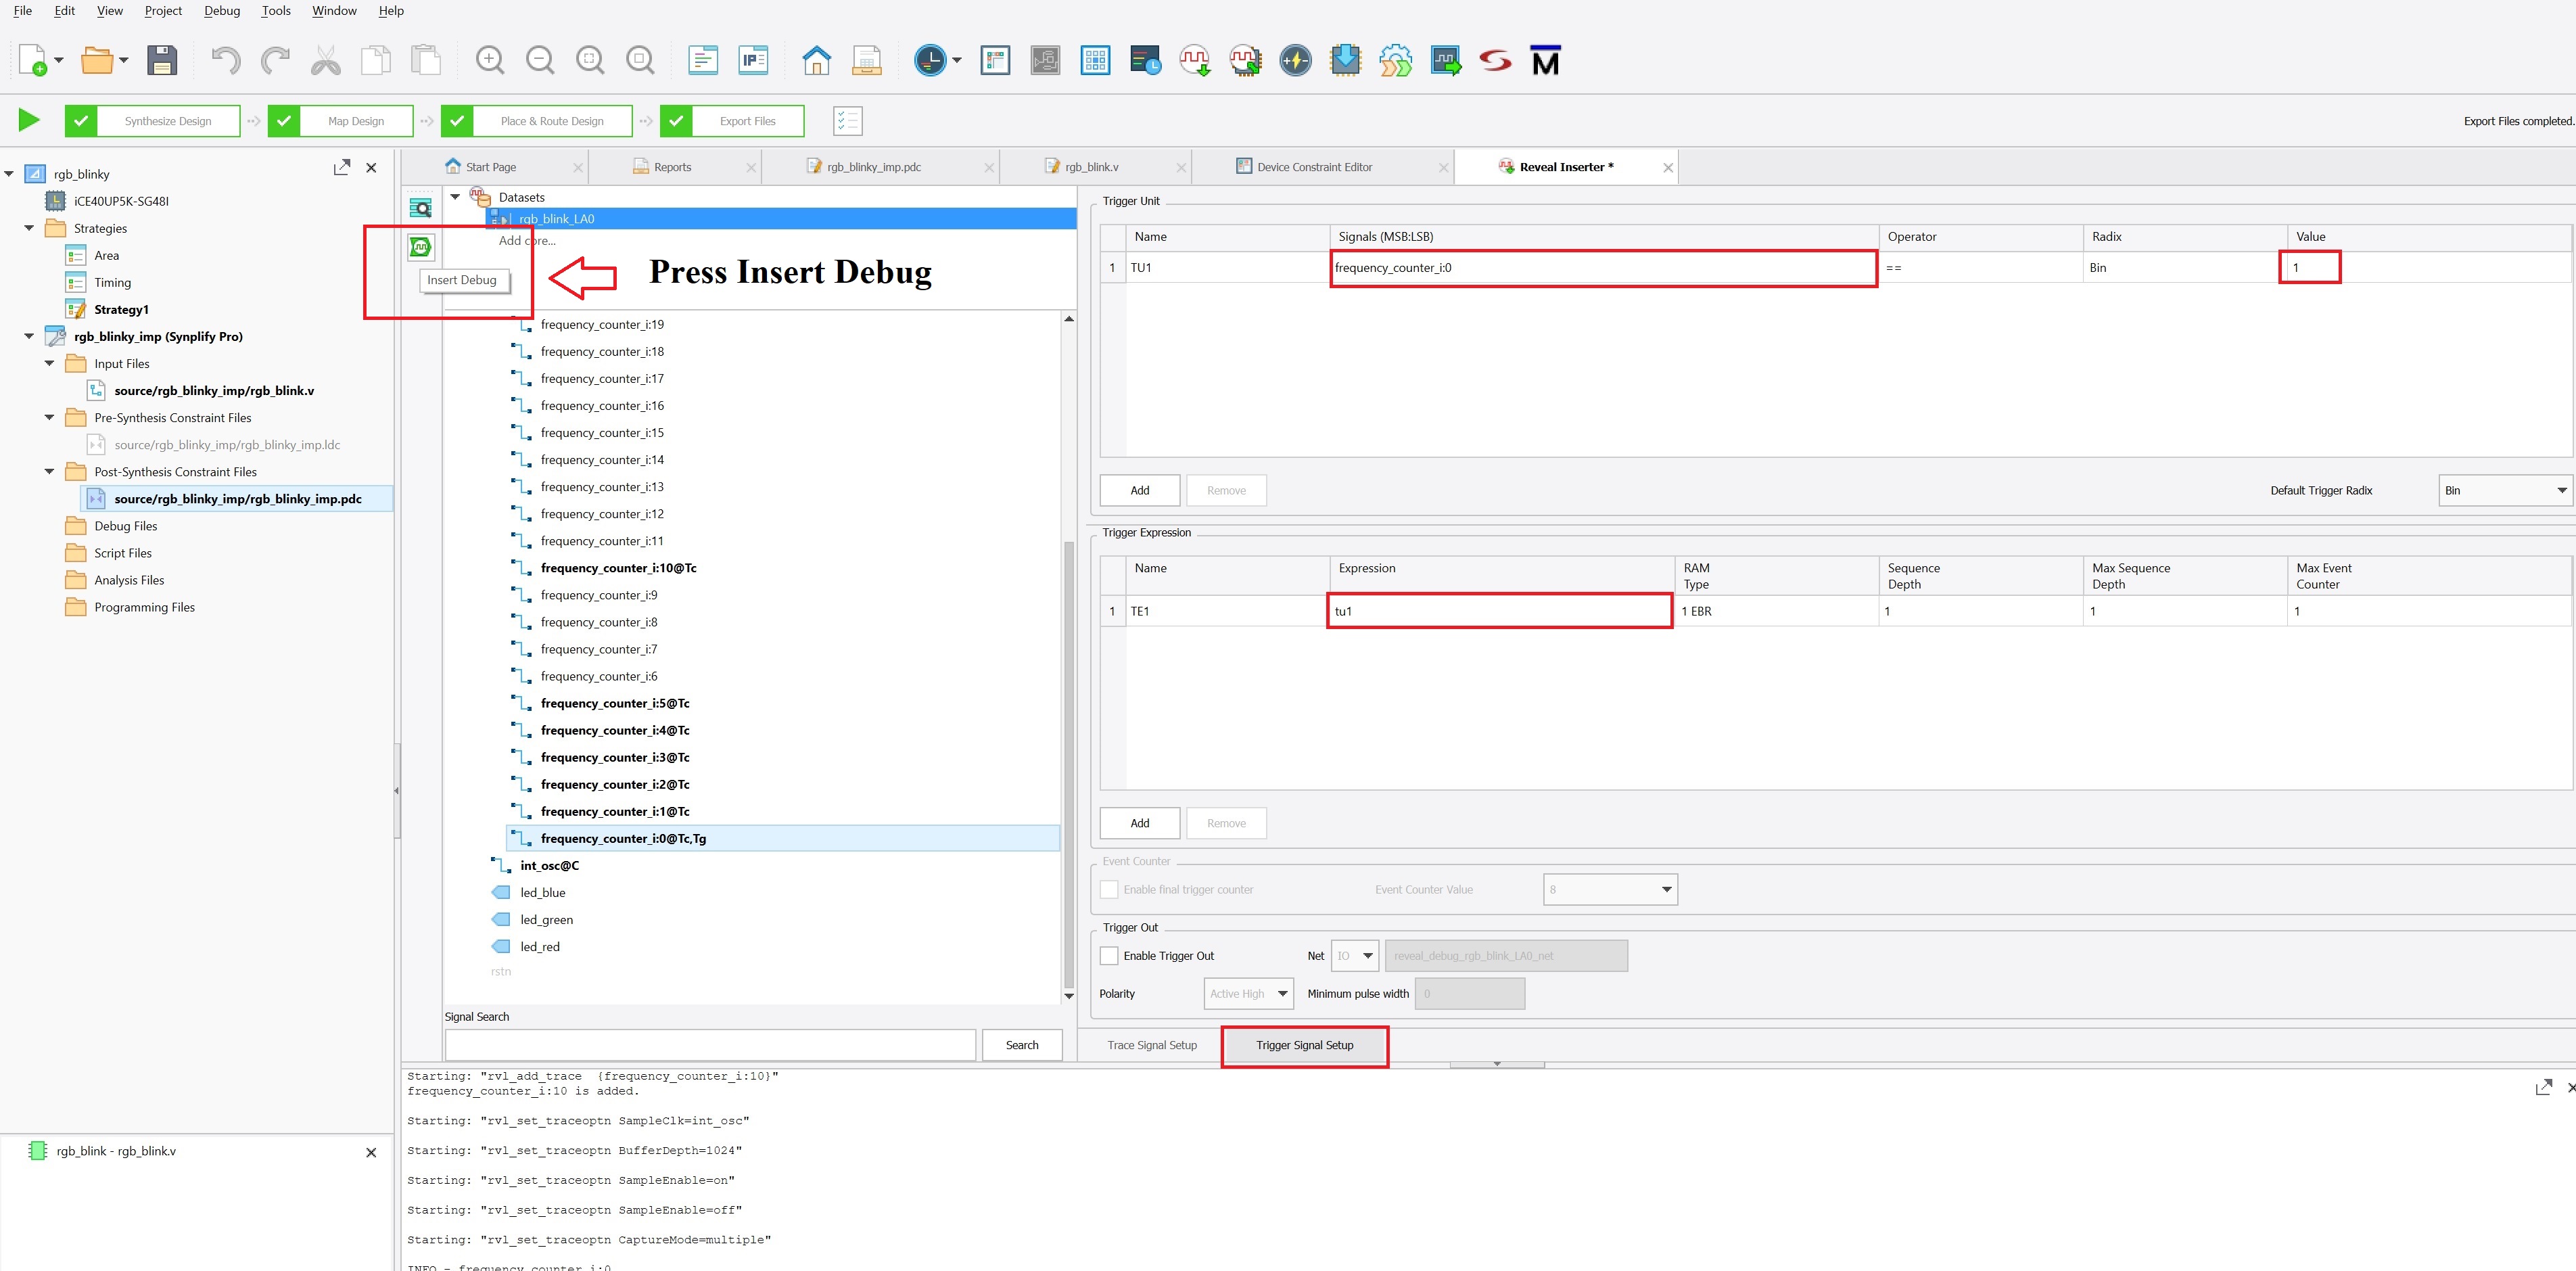 File Edit View Project Debug Tools Window Help
IP
M
Synthesize Design
Map Design
Place & Route Design
Export Files
Export Files completed.
rgb_blinky
iCE40UP5K-SG48I
Strategies
Area
Timing
Strategy1
rgb_blinky_imp (Synplify Pro)
Input Files
source/rgb_blinky_imp/rgb_blink.v
Pre-Synthesis Constraint Files
source/rgb_blinky_imp/rgb_blinky_imp.ldc
Post-Synthesis Constraint Files
source/rgb_blinky_imp/rgb_blinky_imp.pdc
Debug Files
Script Files
Analysis Files
Programming Files
rgb_blink - rgb_blink.v
Start Page
Reports
rgb_blinky_imp.pdc
rgb_blink.v
Device Constraint Editor
Reveal Inserter *
Datasets
rgb_blink_LA0
Add core...
Insert Debug
Press Insert Debug
frequency_counter_i:19
frequency_counter_i:18
frequency_counter_i:17
frequency_counter_i:16
frequency_counter_i:15
frequency_counter_i:14
frequency_counter_i:13
frequency_counter_i:12
frequency_counter_i:11
frequency_counter_i:10@Tc
frequency_counter_i:9
frequency_counter_i:8
frequency_counter_i:7
frequency_counter_i:6
frequency_counter_i:5@Tc
frequency_counter_i:4@Tc
frequency_counter_i:3@Tc
frequency_counter_i:2@Tc
frequency_counter_i:1@Tc
frequency_counter_i:0@Tc,Tg
int_osc@C
led_blue
led_green
led_red
rstn
Signal Search
Search
Trigger Unit
Name Signals (MSB:LSB) Operator Radix Value
1 TU1 frequency_counter_i:0 == Bin 1
Add Remove Default Trigger Radix Bin
Trigger Expression
Name Expression RAM Type Sequence Depth Max Sequence Depth Max Event Counter
1 TE1 tu1 1 EBR 1 1 1
Add Remove
Event Counter
Enable final trigger counter Event Counter Value 8
Trigger Out
Enable Trigger Out Net IO reveal_debug_rgb_blink_LA0_net
Polarity Active High Minimum pulse width 0
Trace Signal Setup Trigger Signal Setup
Starting: "rvl_add_trace {frequency_counter_i:10}"
frequency_counter_i:10 is added.
Starting: "rvl_set_traceoptn SampleClk=int_osc"
Starting: "rvl_set_traceoptn BufferDepth=1024"
Starting: "rvl_set_traceoptn SampleEnable=on"
Starting: "rvl_set_traceoptn SampleEnable=off"
Starting: "rvl_set_traceoptn CaptureMode=multiple"
INFO - frequency_counter_i:0